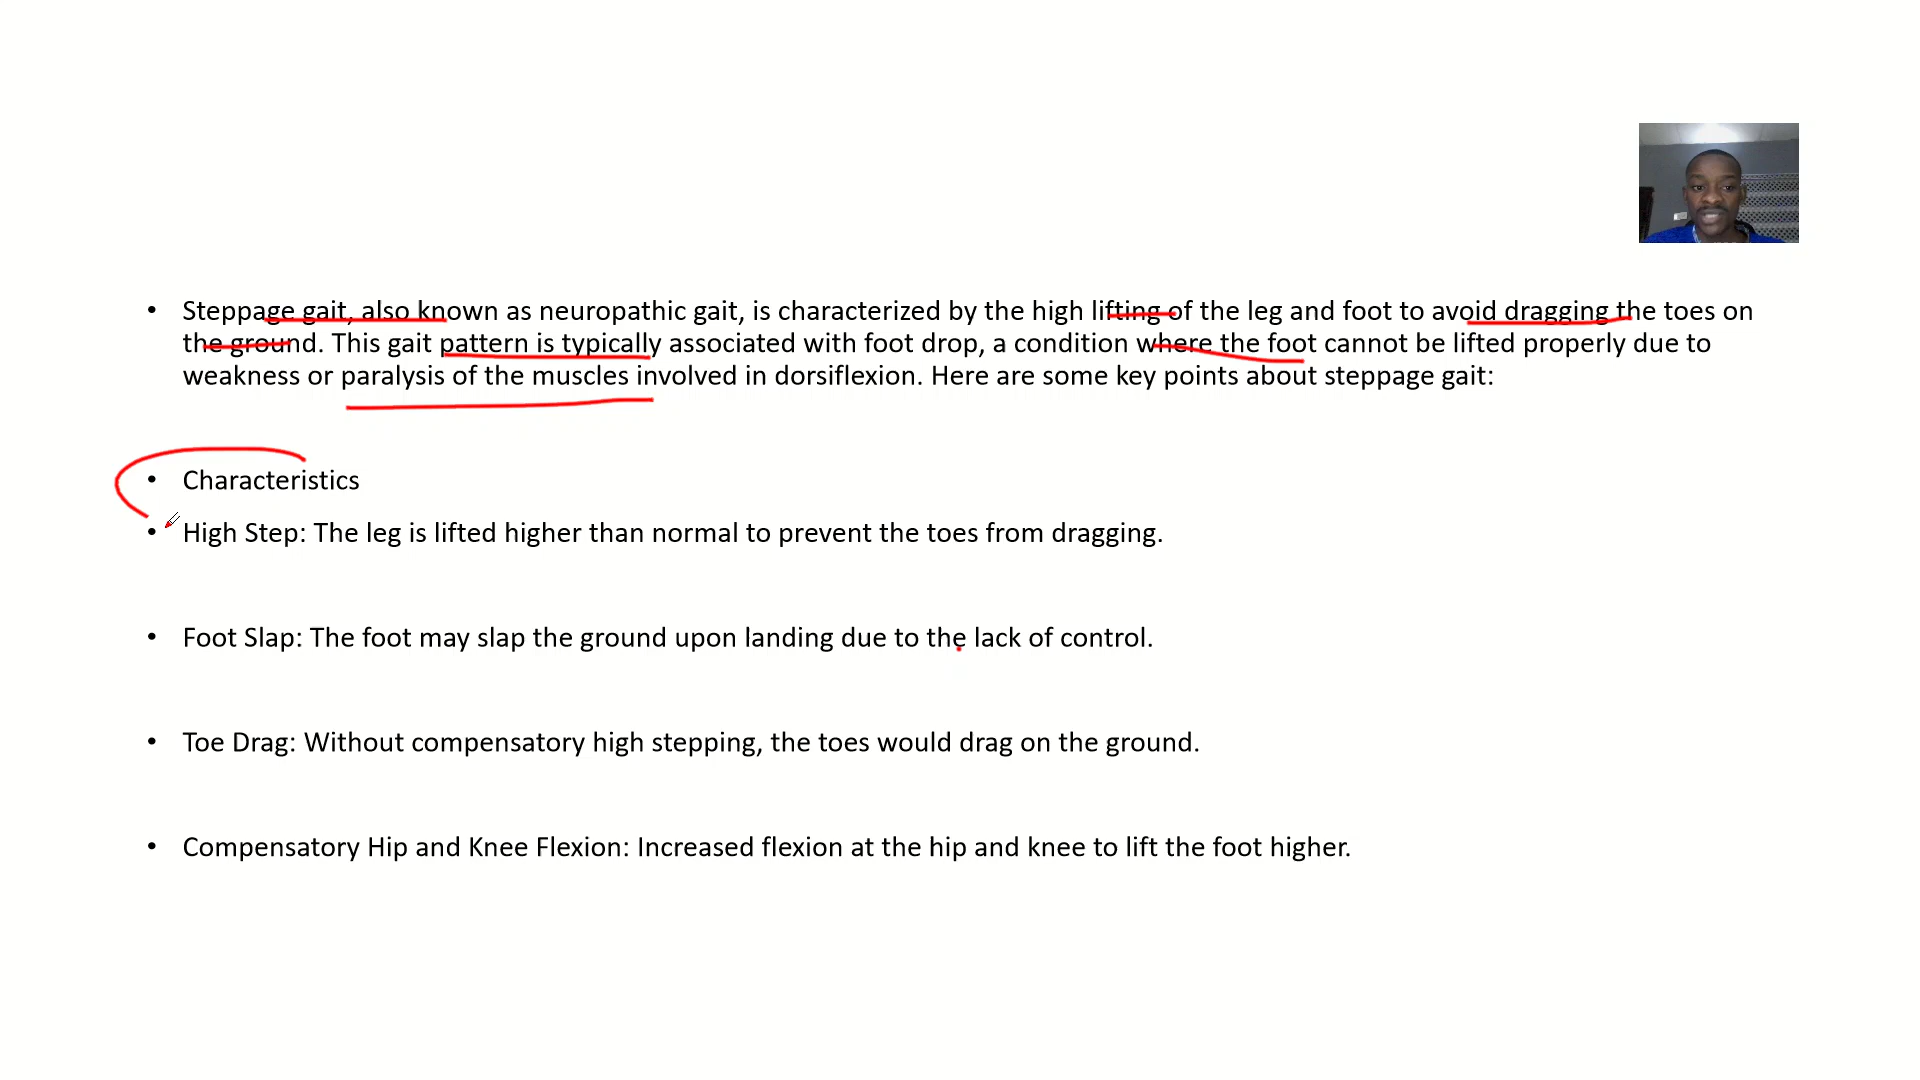 • Steppage gait, also known as neuropathic gait, is characterized by the high lifting of the leg and foot to avoid dragging the toes on
the ground. This gait pattern is typically associated with foot drop, a condition where the foot cannot be lifted properly due to
weakness or paralysis of the muscles involved in dorsiflexion. Here are some key points about steppage gait:
• Characteristics
• High Step: The leg is lifted higher than normal to prevent the toes from dragging.
• Foot Slap: The foot may slap the ground upon landing due to the lack of control.
• Toe Drag: Without compensatory high stepping, the toes would drag on the ground.
• Compensatory Hip and Knee Flexion: Increased flexion at the hip and knee to lift the foot higher.